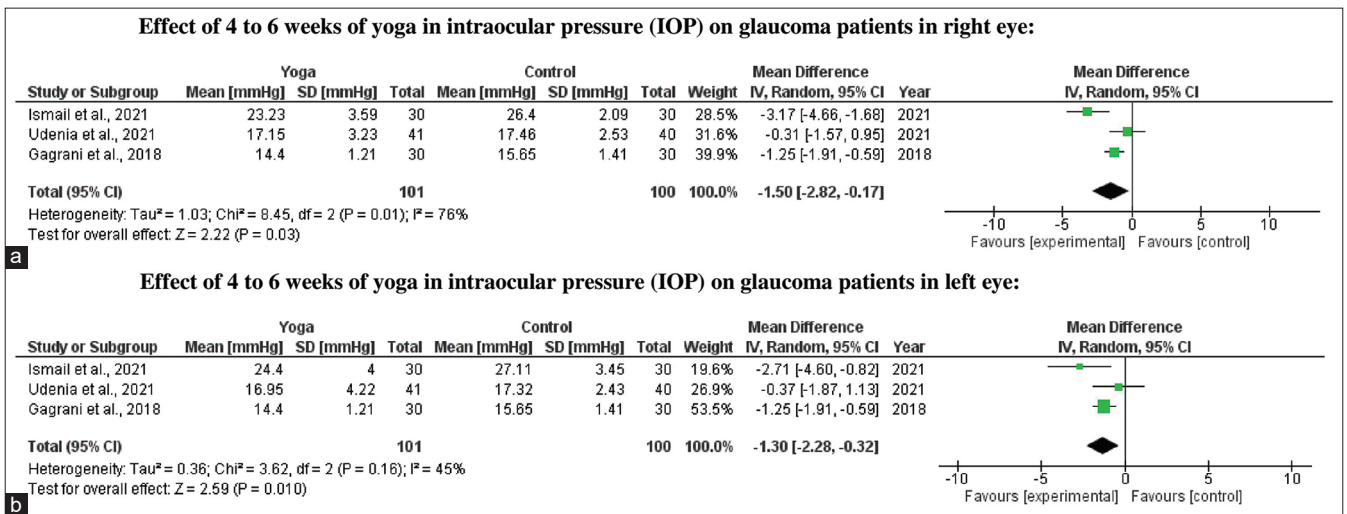 Effect of 4 to 6 weeks of yoga in intraocular pressure (IOP) on glaucoma patients in right eye:
Yoga Control Mean Difference Mean Difference
Study or Subgroup Mean [mmHg] SD [mmHg] Total Mean [mmHg] SD [mmHg] Total Weight IV, Random, 95% CI Year IV, Random, 95% CI
Ismail et al., 2021 23.23 3.59 30 26.4 2.09 30 28.5% -3.17 [-4.66, -1.68] 2021
Udenia et al., 2021 17.15 3.23 41 17.46 2.53 40 31.6% -0.31 [-1.57, 0.95] 2021
Gagrani et al., 2018 14.4 1.21 30 15.65 1.41 30 39.9% -1.25 [-1.91, -0.59] 2018
Total (95% CI) 101 100 100.0% -1.50 [-2.82, -0.17]
Heterogeneity: Tau² = 1.03; Chi² = 8.45, df = 2 (P = 0.01); I² = 76%
Test for overall effect: Z = 2.22 (P = 0.03)
-10 -5 0 5 10
Favours [experimental] Favours [control]
a
Effect of 4 to 6 weeks of yoga in intraocular pressure (IOP) on glaucoma patients in left eye:
Yoga Control Mean Difference Mean Difference
Study or Subgroup Mean [mmHg] SD [mmHg] Total Mean [mmHg] SD [mmHg] Total Weight IV, Random, 95% CI Year IV, Random, 95% CI
Ismail et al., 2021 24.4 4 30 27.11 3.45 30 19.6% -2.71 [-4.60, -0.82] 2021
Udenia et al., 2021 16.95 4.22 41 17.32 2.43 40 26.9% -0.37 [-1.87, 1.13] 2021
Gagrani et al., 2018 14.4 1.21 30 15.65 1.41 30 53.5% -1.25 [-1.91, -0.59] 2018
Total (95% CI) 101 100 100.0% -1.30 [-2.28, -0.32]
Heterogeneity: Tau² = 0.36; Chi² = 3.62, df = 2 (P = 0.16); I² = 45%
Test for overall effect: Z = 2.59 (P = 0.010)
-10 -5 0 5 10
Favours [experimental] Favours [control]
b